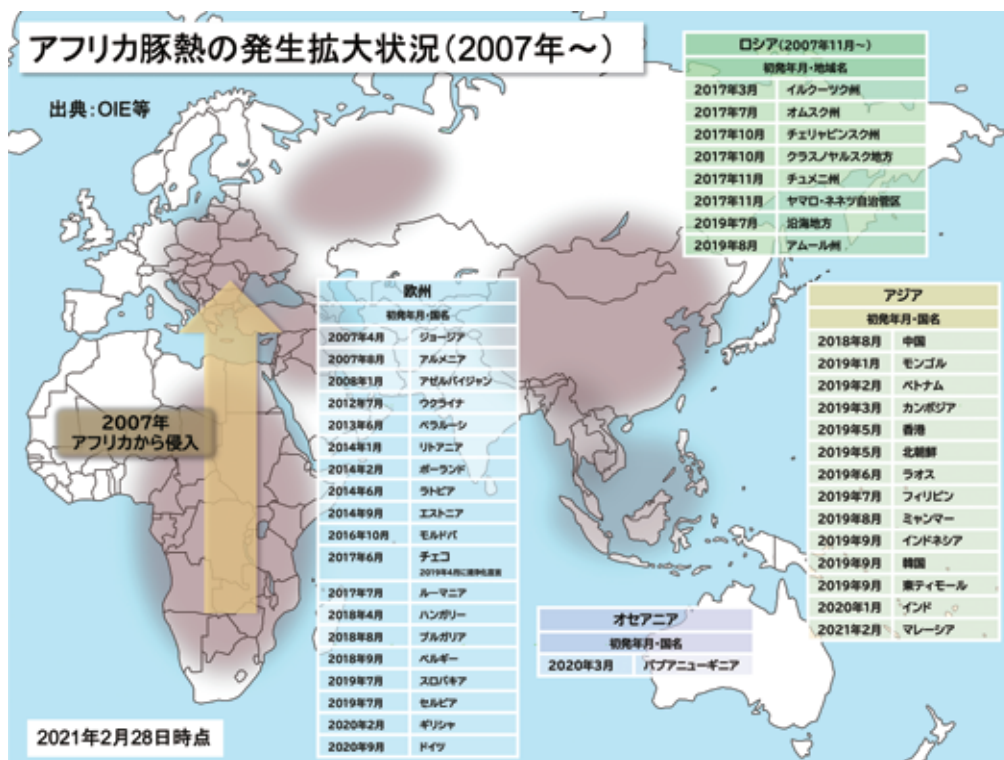 アフリカ豚熱の発生拡大状況(2007年～)
出典:OIE等
2007年
アフリカから侵入
2021年2月28日時点
欧州
初発年月・国名
2007年4月 ジョージア
2007年8月 アルメニア
2008年1月 アゼルバイジャン
2012年7月 ウクライナ
2013年6月 ベラルーシ
2014年1月 リトアニア
2014年2月 ポーランド
2014年6月 ラトビア
2014年9月 エストニア
2016年10月 モルドバ
2017年6月 チェコ
2019年4月に清浄化宣言
2017年7月 ルーマニア
2018年4月 ハンガリー
2018年8月 ブルガリア
2018年9月 ベルギー
2019年7月 スロバキア
2019年7月 セルビア
2020年2月 ギリシャ
2020年9月 ドイツ
ロシア(2007年11月～)
初発年月・地域名
2017年3月 イルクーツク州
2017年7月 オムスク州
2017年10月 チェリャビンスク州
2017年10月 クラスノヤルスク地方
2017年11月 チュメニ州
2017年11月 ヤマロ・ネネツ自治管区
2019年7月 沿海地方
2019年8月 アムール州
アジア
初発年月・国名
2018年8月 中国
2019年1月 モンゴル
2019年2月 ベトナム
2019年3月 カンボジア
2019年5月 香港
2019年5月 北朝鮮
2019年6月 ラオス
2019年7月 フィリピン
2019年8月 ミャンマー
2019年9月 インドネシア
2019年9月 韓国
2019年9月 東ティモール
2020年1月 インド
2021年2月 マレーシア
オセアニア
初発年月・国名
2020年3月 パプアニューギニア